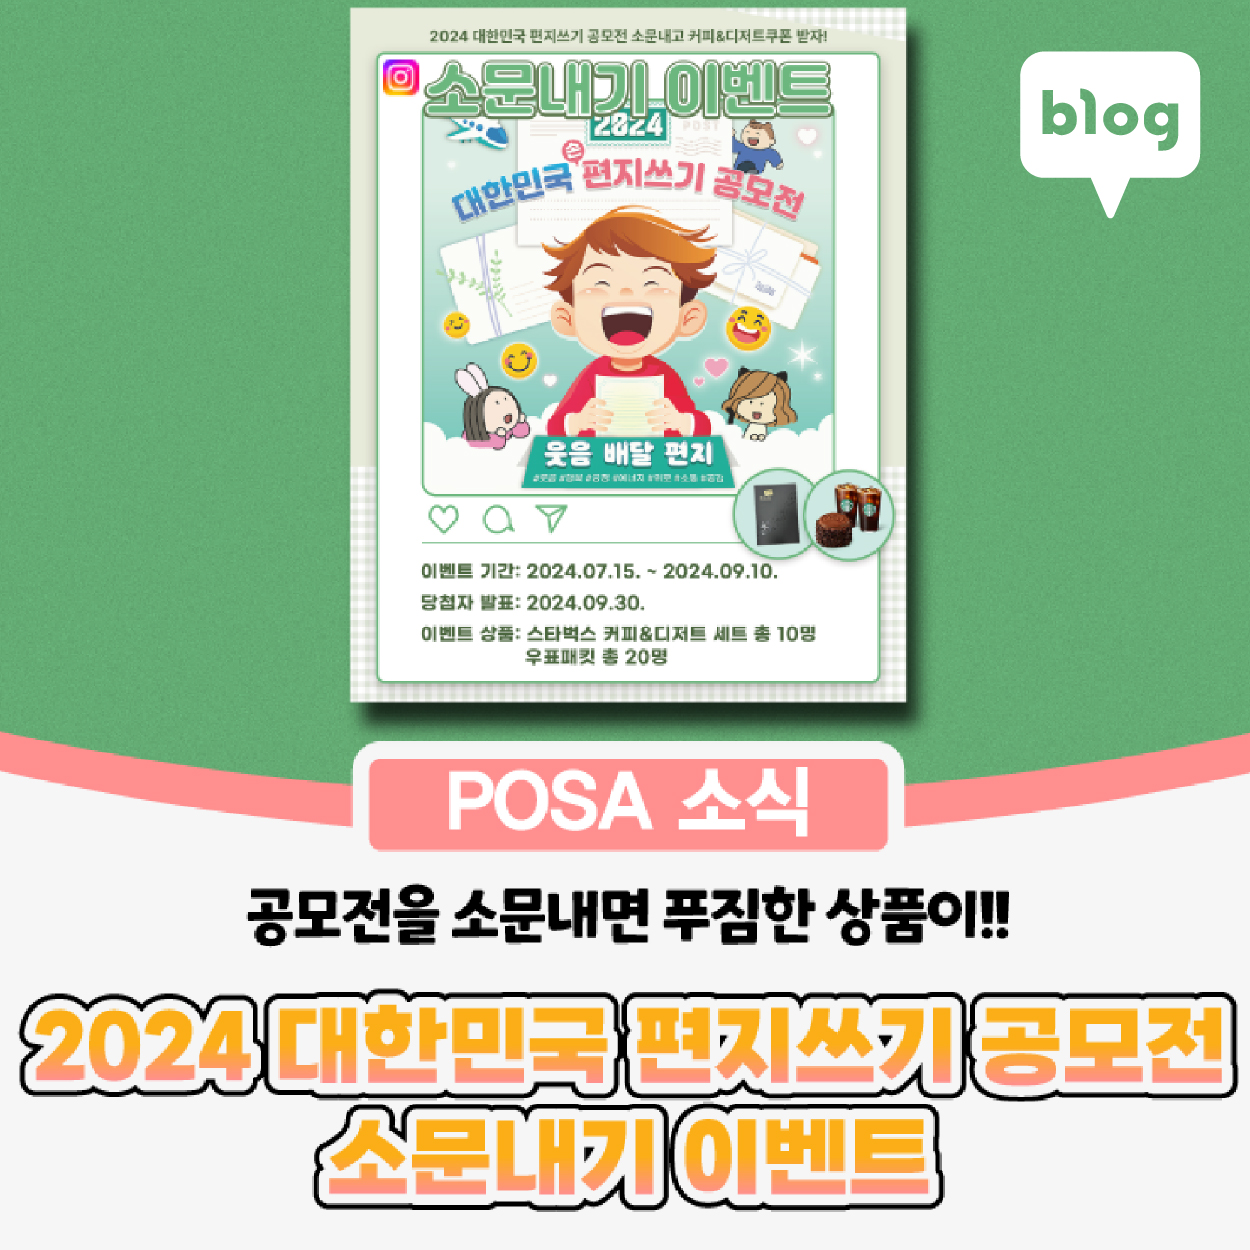 2024 대한민국 편지쓰기 공모전 소문내고 커피&디저트쿠폰 받자!
소문내기 이벤트
blog
2024
POST
손
대한민국 편지쓰기 공모전
웃음 배달 편지
이벤트 기간: 2024.07.15. ~ 2024.09.10.
당첨자 발표: 2024.09.30.
이벤트 상품: 스타벅스 커피&디저트 세트 총 10명
우표패킷 총 20명
POSA 소식
공모전을 소문내면 푸짐한 상품이!!
2024 대한민국 편지쓰기 공모전
소문내기 이벤트